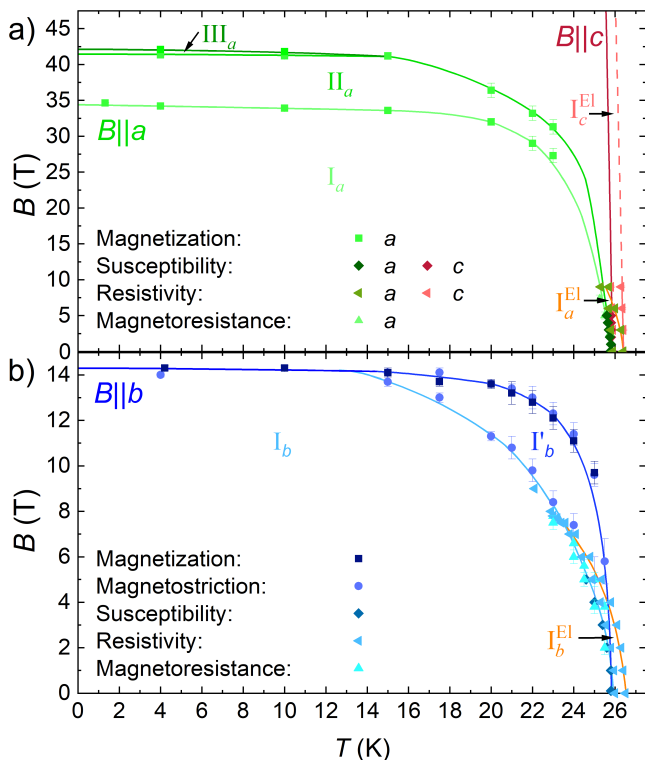 a)
45
40
35
30
25
20
15
10
5
0
B (T)
III_a
II_a
B||a
I_a
B||c
I_c^El
I_a^El
Magnetization: a
Susceptibility: a c
Resistivity: a c
Magnetoresistance: a
b)
14
12
10
8
6
4
2
0
B (T)
B||b
I_b
I'_b
I_b^El
Magnetization:
Magnetostriction:
Susceptibility:
Resistivity:
Magnetoresistance:
0 2 4 6 8 10 12 14 16 18 20 22 24 26
T (K)